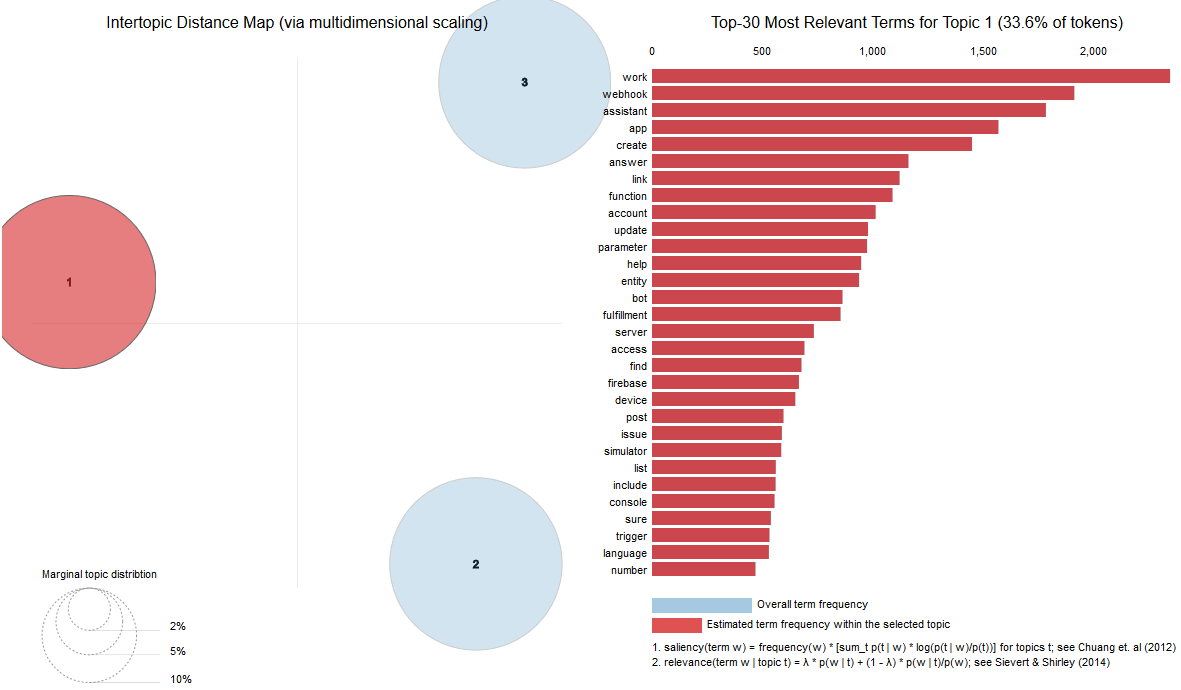 Intertopic Distance Map (via multidimensional scaling)
3
1
2
Marginal topic distribtion
2%
5%
10%
Top-30 Most Relevant Terms for Topic 1 (33.6% of tokens)
0 500 1,000 1,500 2,000
work
webhook
assistant
app
create
answer
link
function
account
update
parameter
help
entity
bot
fulfillment
server
access
find
firebase
device
post
issue
simulator
list
include
console
sure
trigger
language
number
Overall term frequency
Estimated term frequency within the selected topic
1. saliency(term w) = frequency(w) * [sum_t p(t | w) * log(p(t | w)/p(t))] for topics t; see Chuang et. al (2012)
2. relevance(term w | topic t) = λ * p(w | t) + (1 - λ) * p(w | t)/p(w); see Sievert & Shirley (2014)